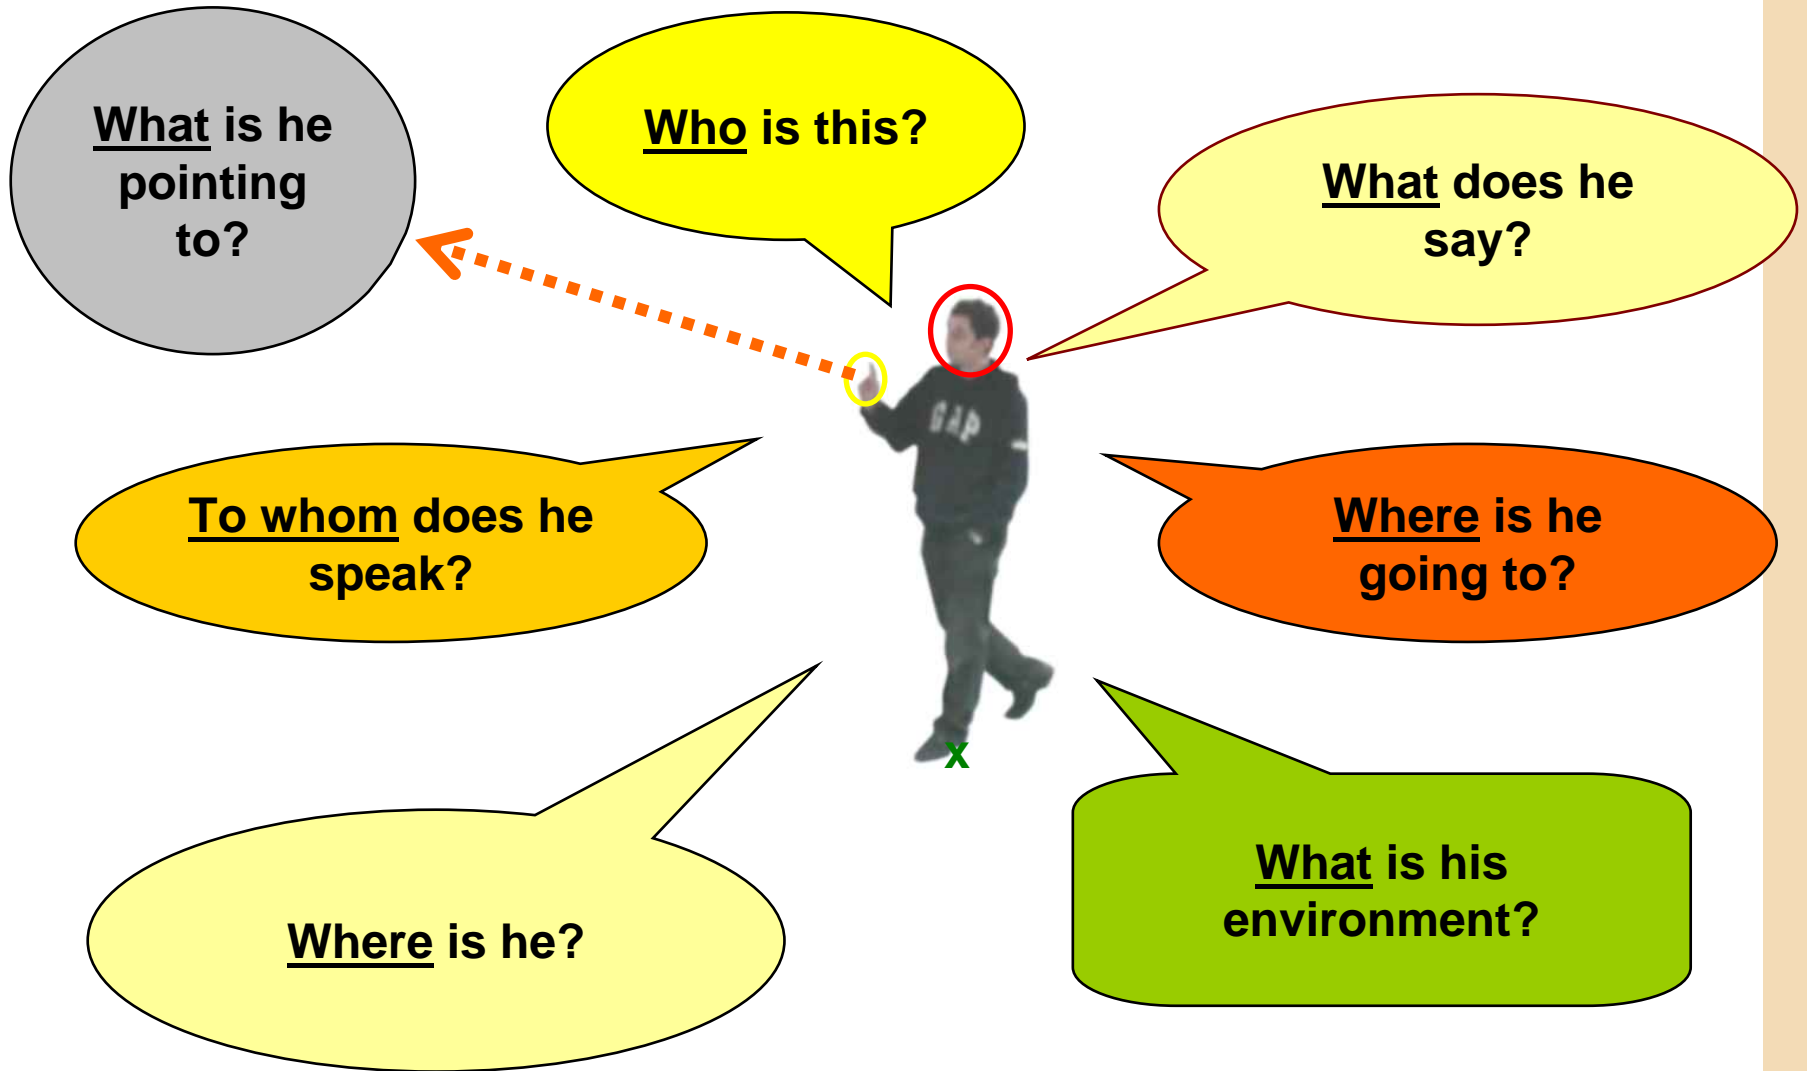 What is he
pointing
to?
Who is this?
What does he
say?
GAP
To whom does he
speak?
Where is he
going to?
x
Where is he?
What is his
environment?